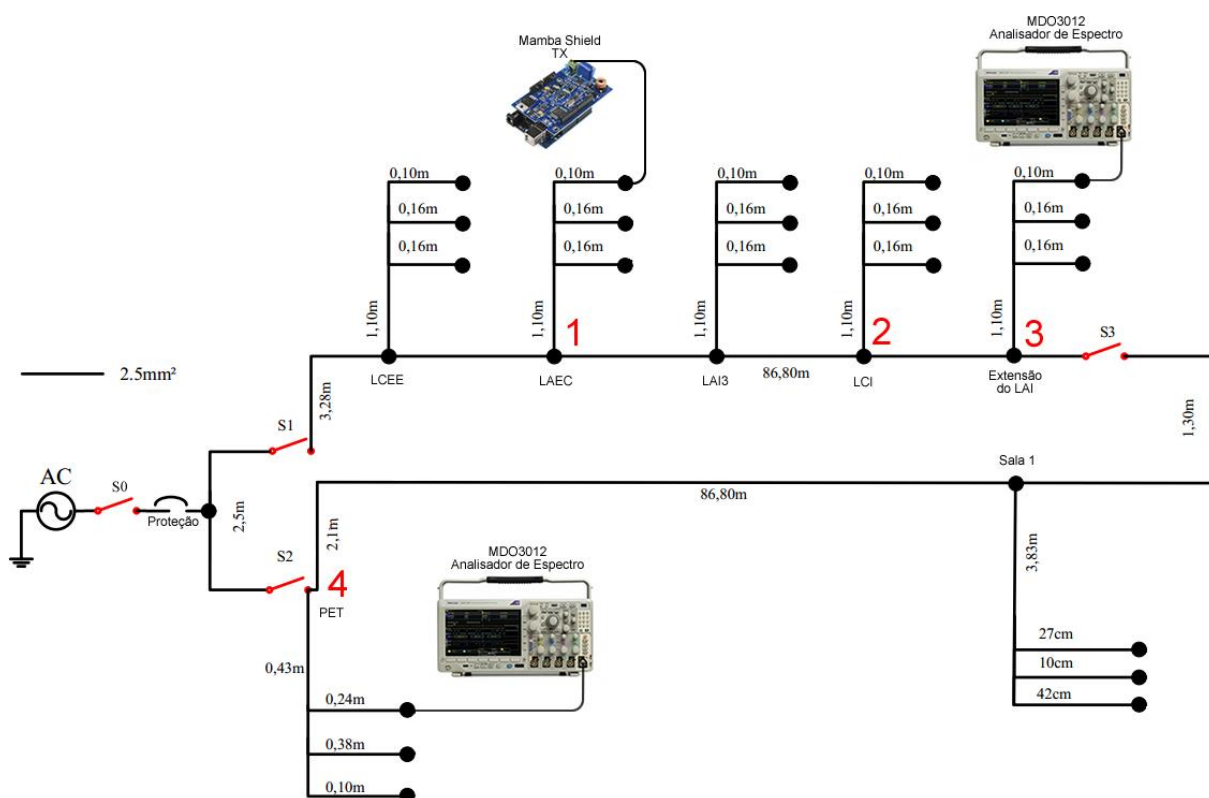 MDO3012
Analisador de Espectro
Mamba Shield
TX
0,10m
0,16m
0,16m
1,10m
0,10m
0,16m
0,16m
1,10m
1
0,10m
0,16m
0,16m
1,10m
0,10m
0,16m
0,16m
1,10m
2
0,10m
0,16m
0,16m
1,10m
3
S3
2.5mm²
LCEE
LAEC
LAI3
86,80m
LCI
Extensão
do LAI
3,28m
1,30m
S1
AC
S0
Proteção
2,5m
Sala 1
86,80m
2,1m
3,83m
S2
4
PET
MDO3012
Analisador de Espectro
0,43m
0,24m
0,38m
0,10m
27cm
10cm
42cm